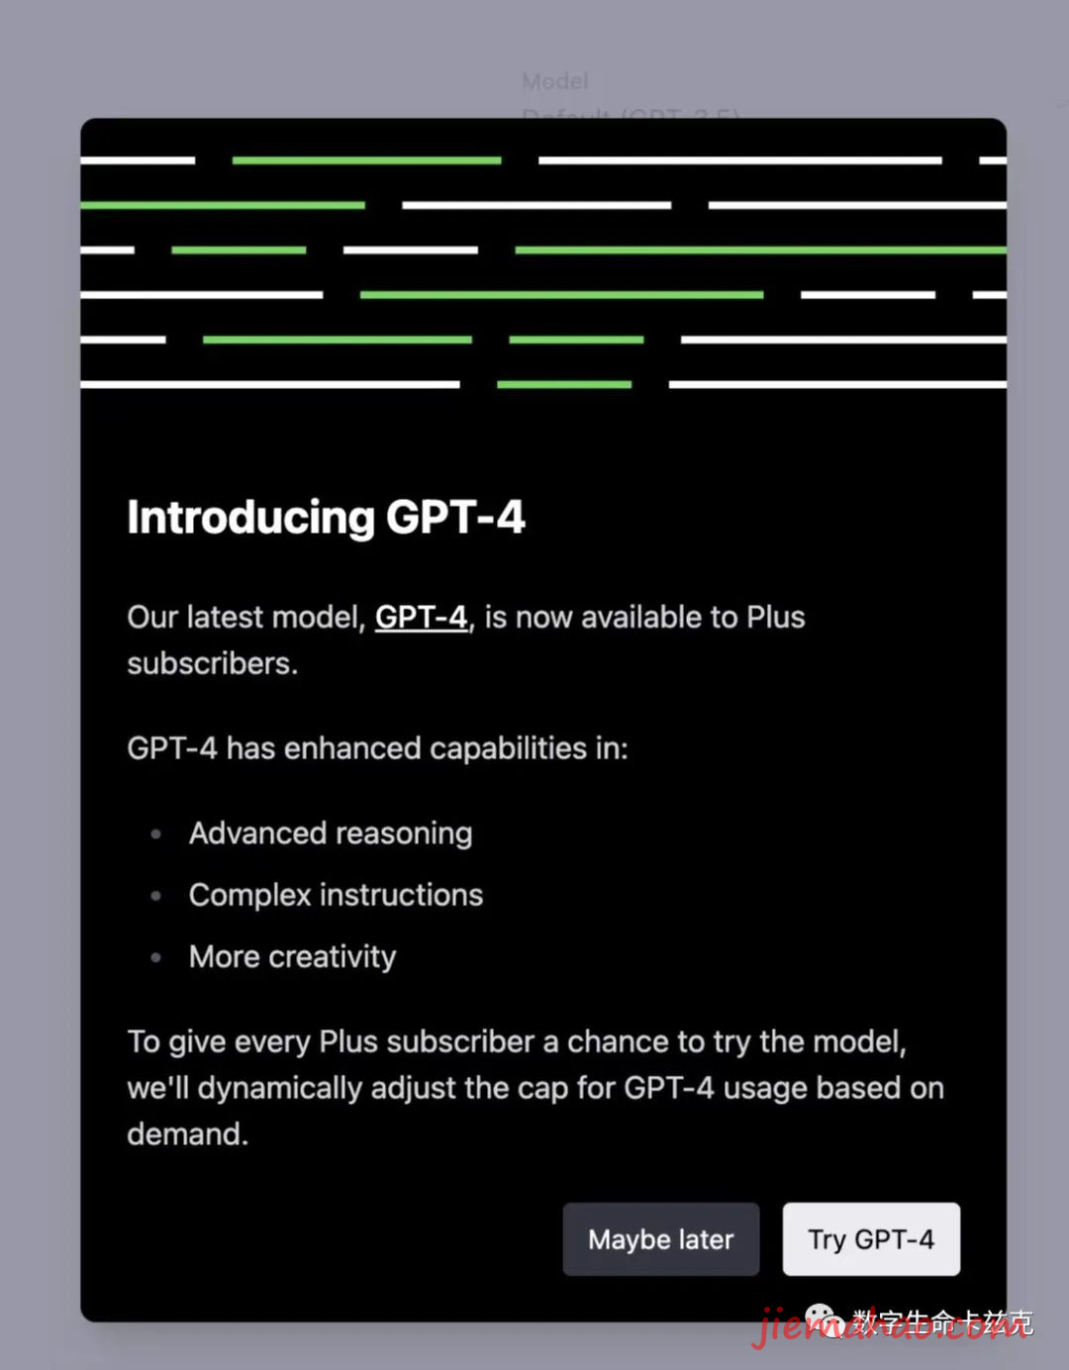 Model
Default (GPT-3.5)
Introducing GPT-4
Our latest model, GPT-4, is now available to Plus
subscribers.
GPT-4 has enhanced capabilities in:
• Advanced reasoning
• Complex instructions
• More creativity
To give every Plus subscriber a chance to try the model,
we'll dynamically adjust the cap for GPT-4 usage based on
demand.
Maybe later
Try GPT-4
数字生命卡兹克
jiemahao.com